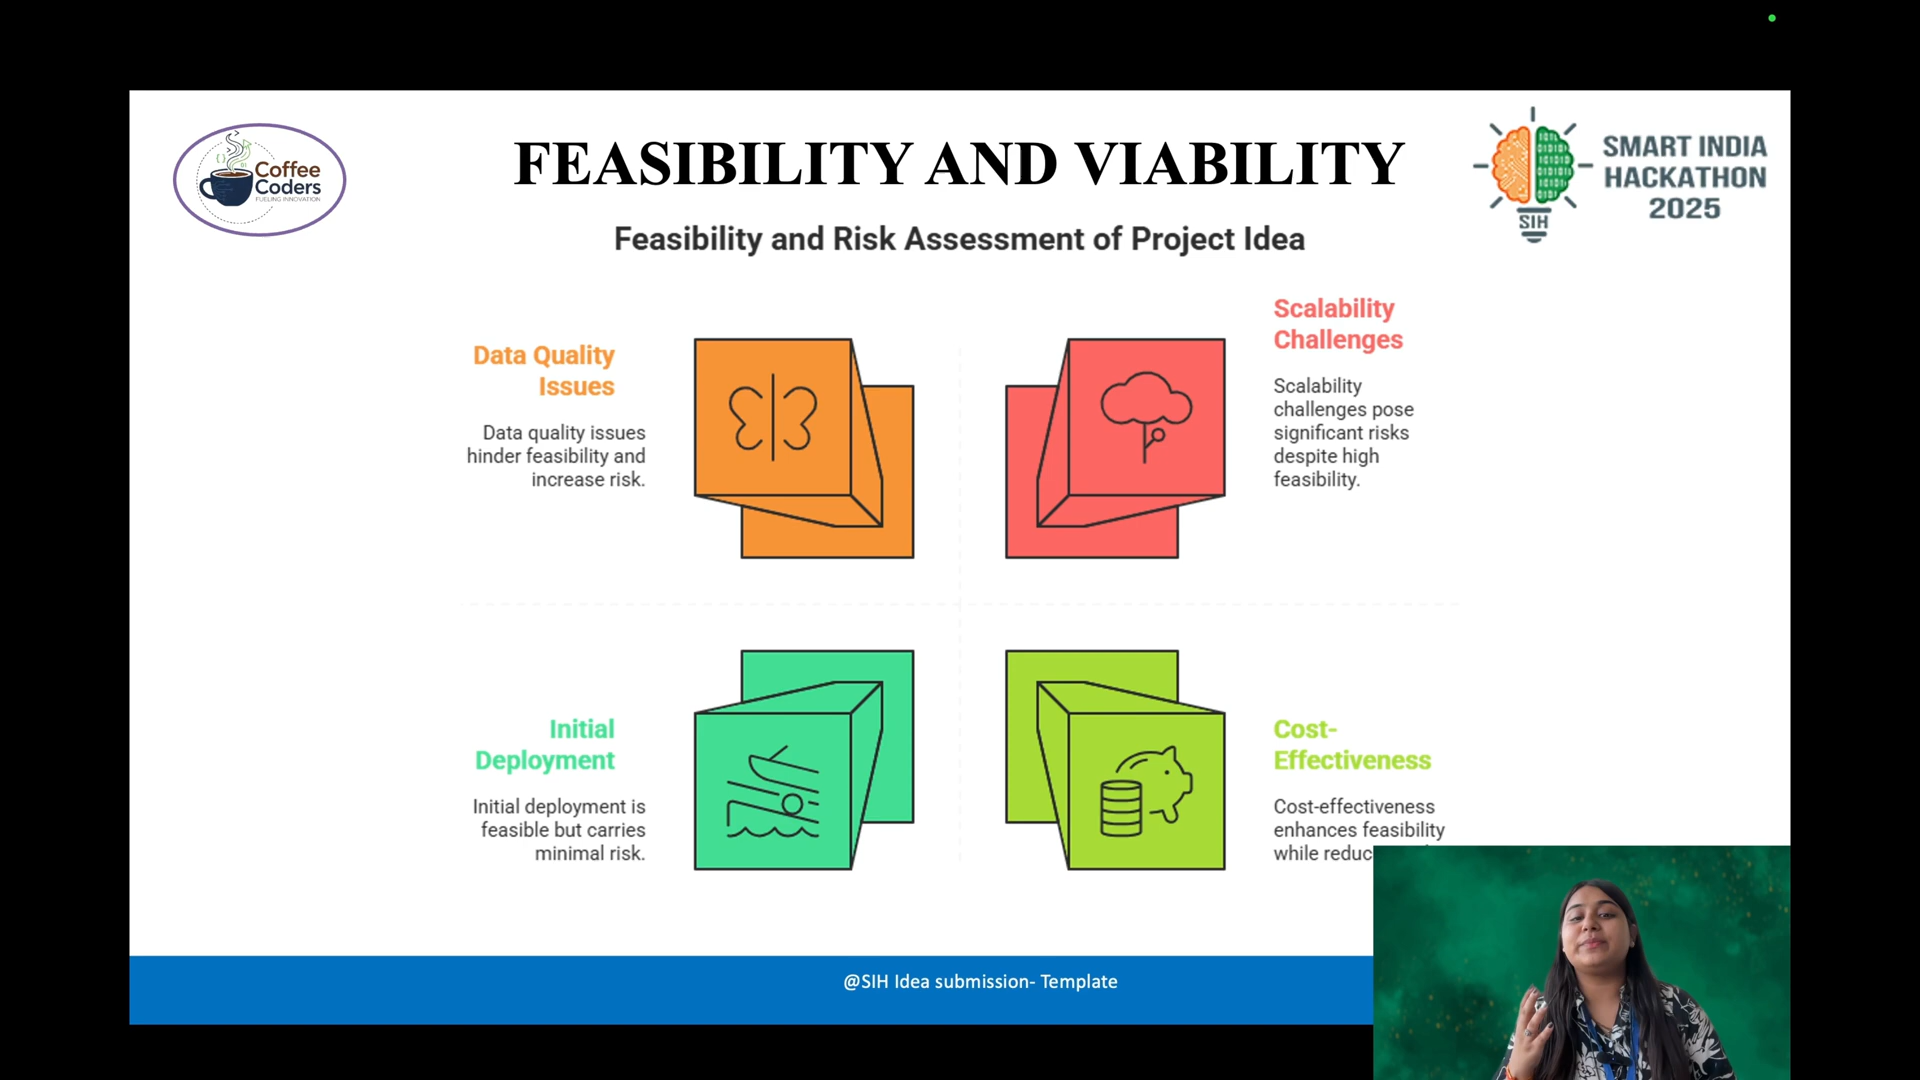 Coffee
Coders
FUELING INNOVATION
FEASIBILITY AND VIABILITY
SMART INDIA
HACKATHON
2025
SIH
Feasibility and Risk Assessment of Project Idea
Data Quality
Issues
Data quality issues
hinder feasibility and
increase risk.
Scalability
Challenges
Scalability
challenges pose
significant risks
despite high
feasibility.
Initial
Deployment
Initial deployment is
feasible but carries
minimal risk.
Cost-
Effectiveness
Cost-effectiveness
enhances feasibility
while
@SIH Idea submission- Template